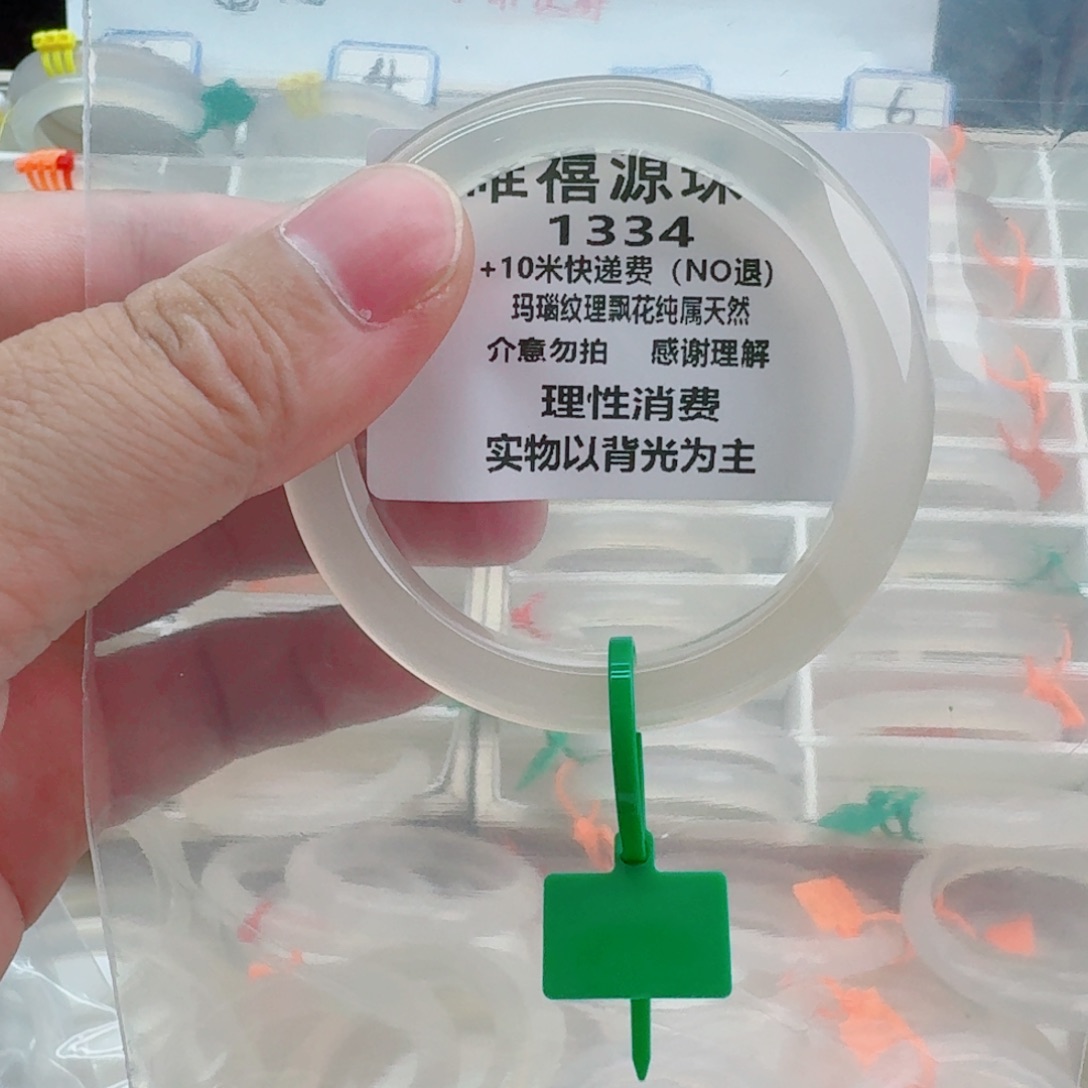 4
6
唯禧源珠
1334
+10米快递费（NO退）
玛瑙纹理飘花纯属天然
介意勿拍 感谢理解
理性消费
实物以背光为主